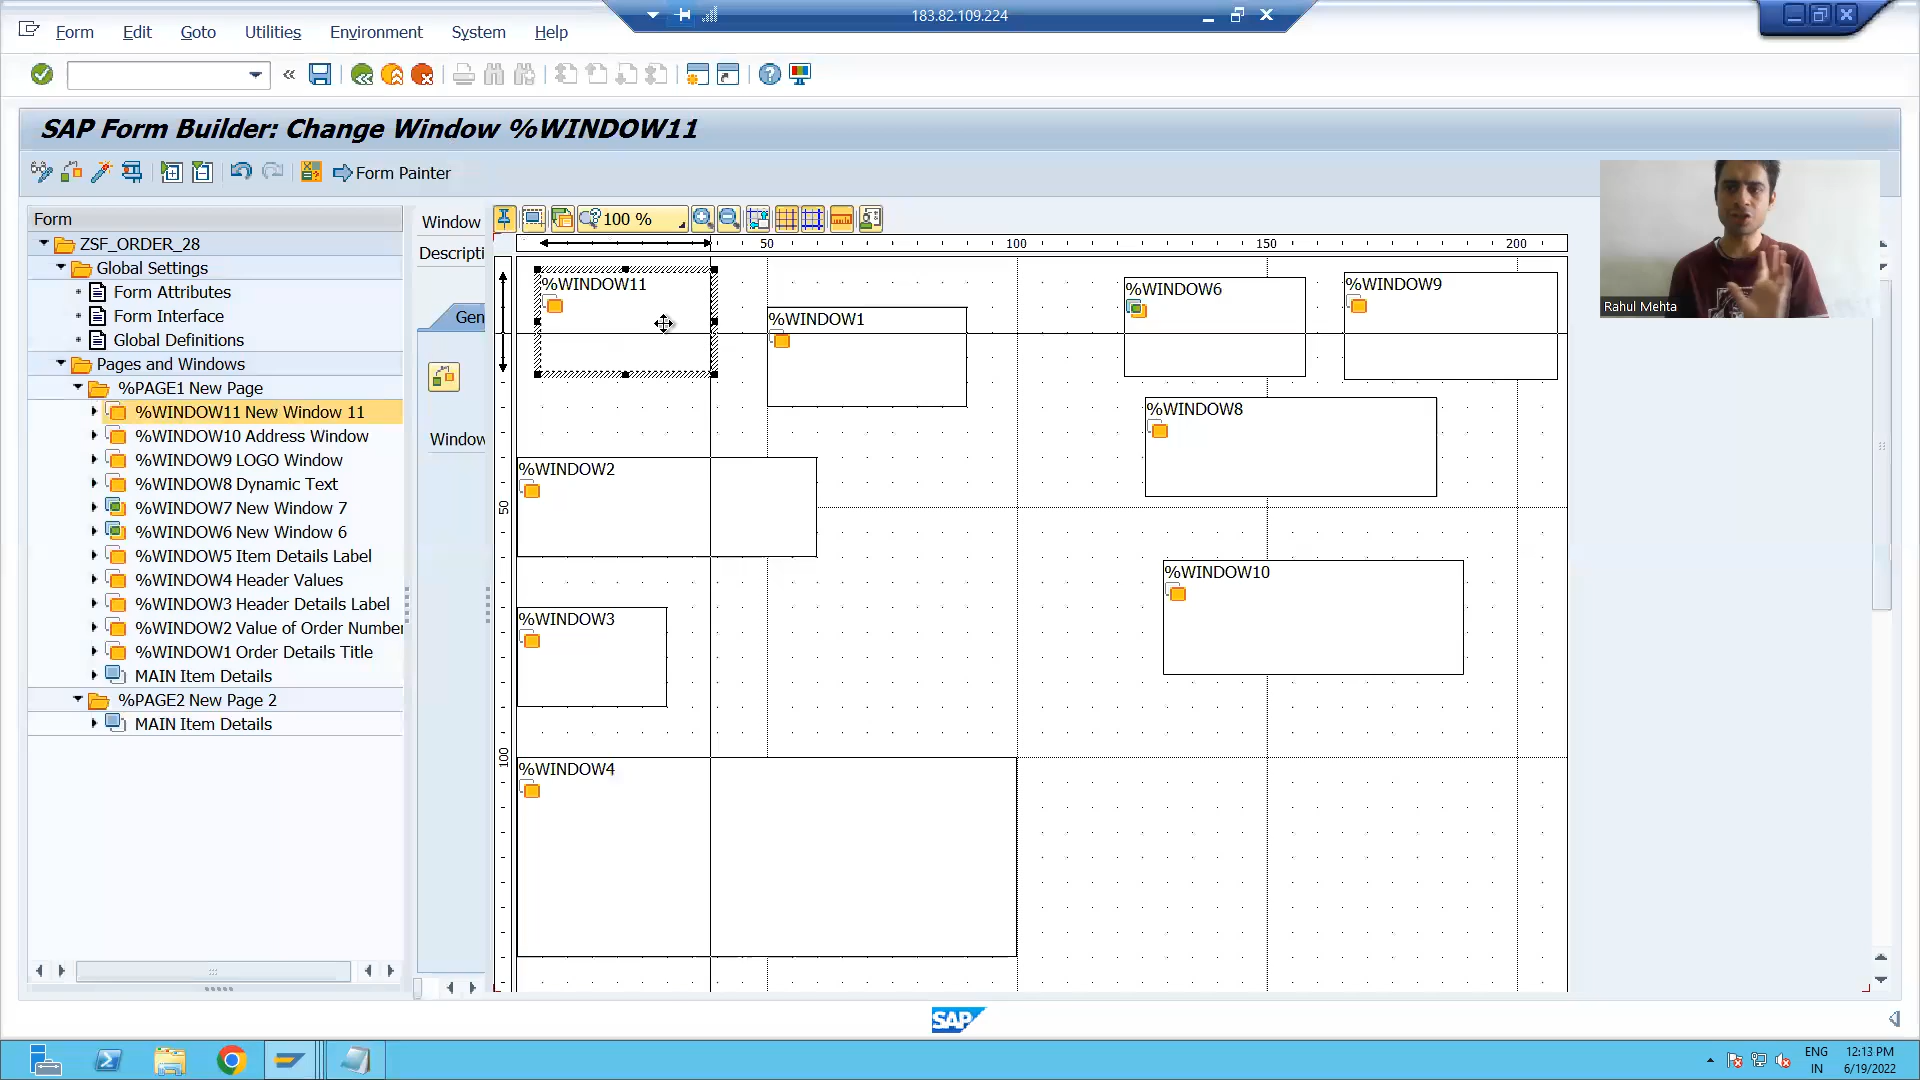 183.82.109.224
Form Edit Goto Utilities Environment System Help
SAP Form Builder: Change Window %WINDOW11
Form Painter
Form
ZSF_ORDER_28
Global Settings
Form Attributes
Form Interface
Global Definitions
Pages and Windows
%PAGE1 New Page
%WINDOW11 New Window 11
%WINDOW10 Address Window
%WINDOW9 LOGO Window
%WINDOW8 Dynamic Text
%WINDOW7 New Window 7
%WINDOW6 New Window 6
%WINDOW5 Item Details Label
%WINDOW4 Header Values
%WINDOW3 Header Details Label
%WINDOW2 Value of Order Number
%WINDOW1 Order Details Title
MAIN Item Details
%PAGE2 New Page 2
MAIN Item Details
Window
Descripti
Gen
Window
100 %
50 100 150 200
50
100
%WINDOW11
%WINDOW1
%WINDOW6
%WINDOW9
%WINDOW8
%WINDOW2
%WINDOW10
%WINDOW3
%WINDOW4
Rahul Mehta
SAP
ENG
IN
12:13 PM
6/19/2022